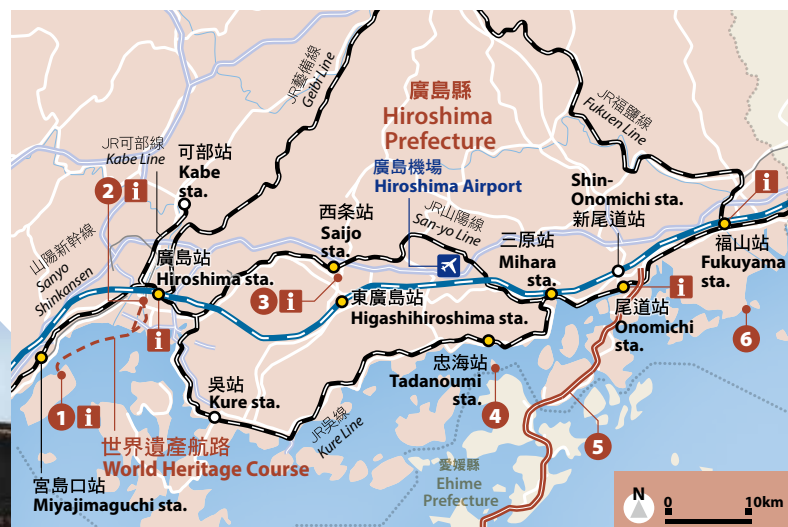 JR藝備線
Geibi Line
廣島縣
Hiroshima
Prefecture
JR福鹽線
Fukuen Line
JR可部線
Kabe Line
可部站
Kabe
sta.
2 i
廣島機場
Hiroshima Airport
Shin-
Onomichi sta.
新尾道站
i
山陽新幹線
Sanyo
Shinkansen
廣島站
Hiroshima sta.
西条站
Saijo
sta.
JR山陽線
San-yo Line
三原站
Mihara
sta.
福山站
Fukuyama
sta.
3 i
東廣島站
Higashihiroshima sta.
i
尾道站
Onomichi
sta.
i
6
1 i
吳站
Kure sta.
忠海站
Tadanoumi
sta.
4
5
JR吳線
Kure Line
世界遺產航路
World Heritage Course
宮島口站
Miyajimaguchi sta.
愛媛縣
Ehime
Prefecture
N
0 10km